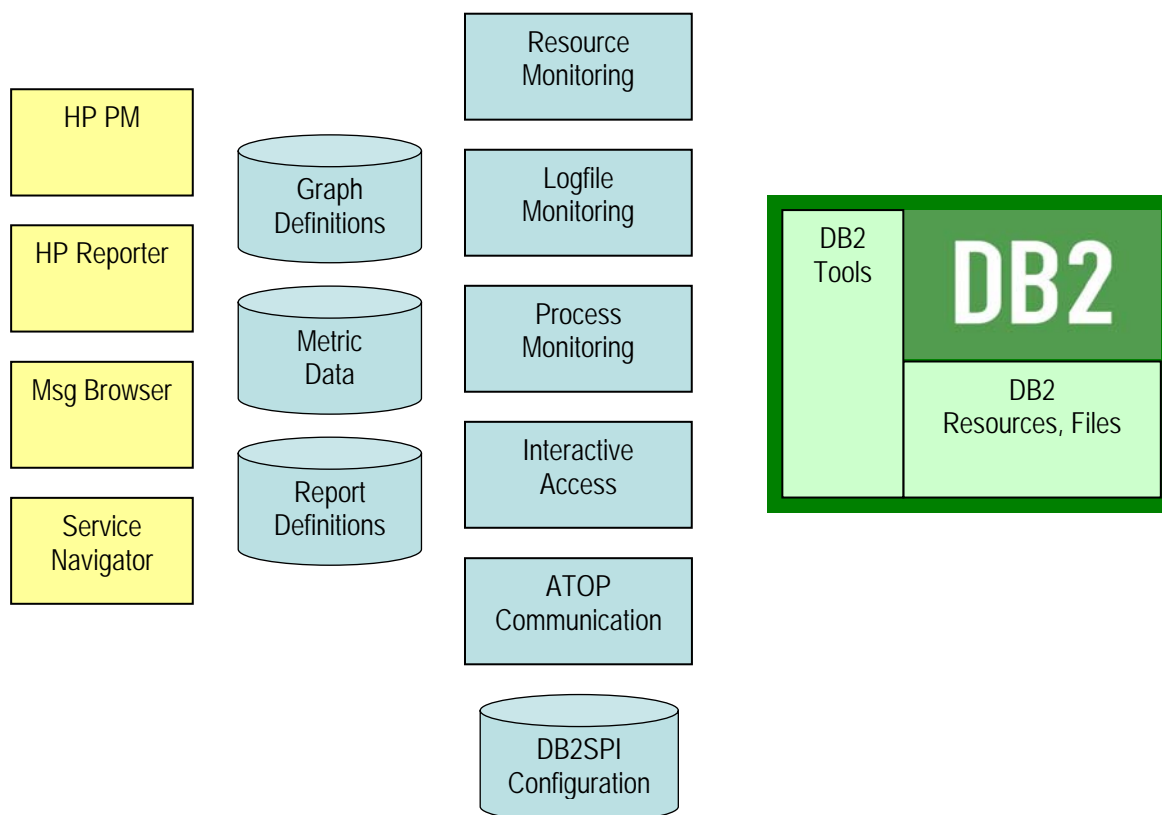 HP PM
HP Reporter
Msg Browser
Service
Navigator
Graph
Definitions
Metric
Data
Report
Definitions
Resource
Monitoring
Logfile
Monitoring
Process
Monitoring
Interactive
Access
ATOP
Communication
DB2SPI
Configuration
DB2
Tools
DB2
DB2
Resources, Files